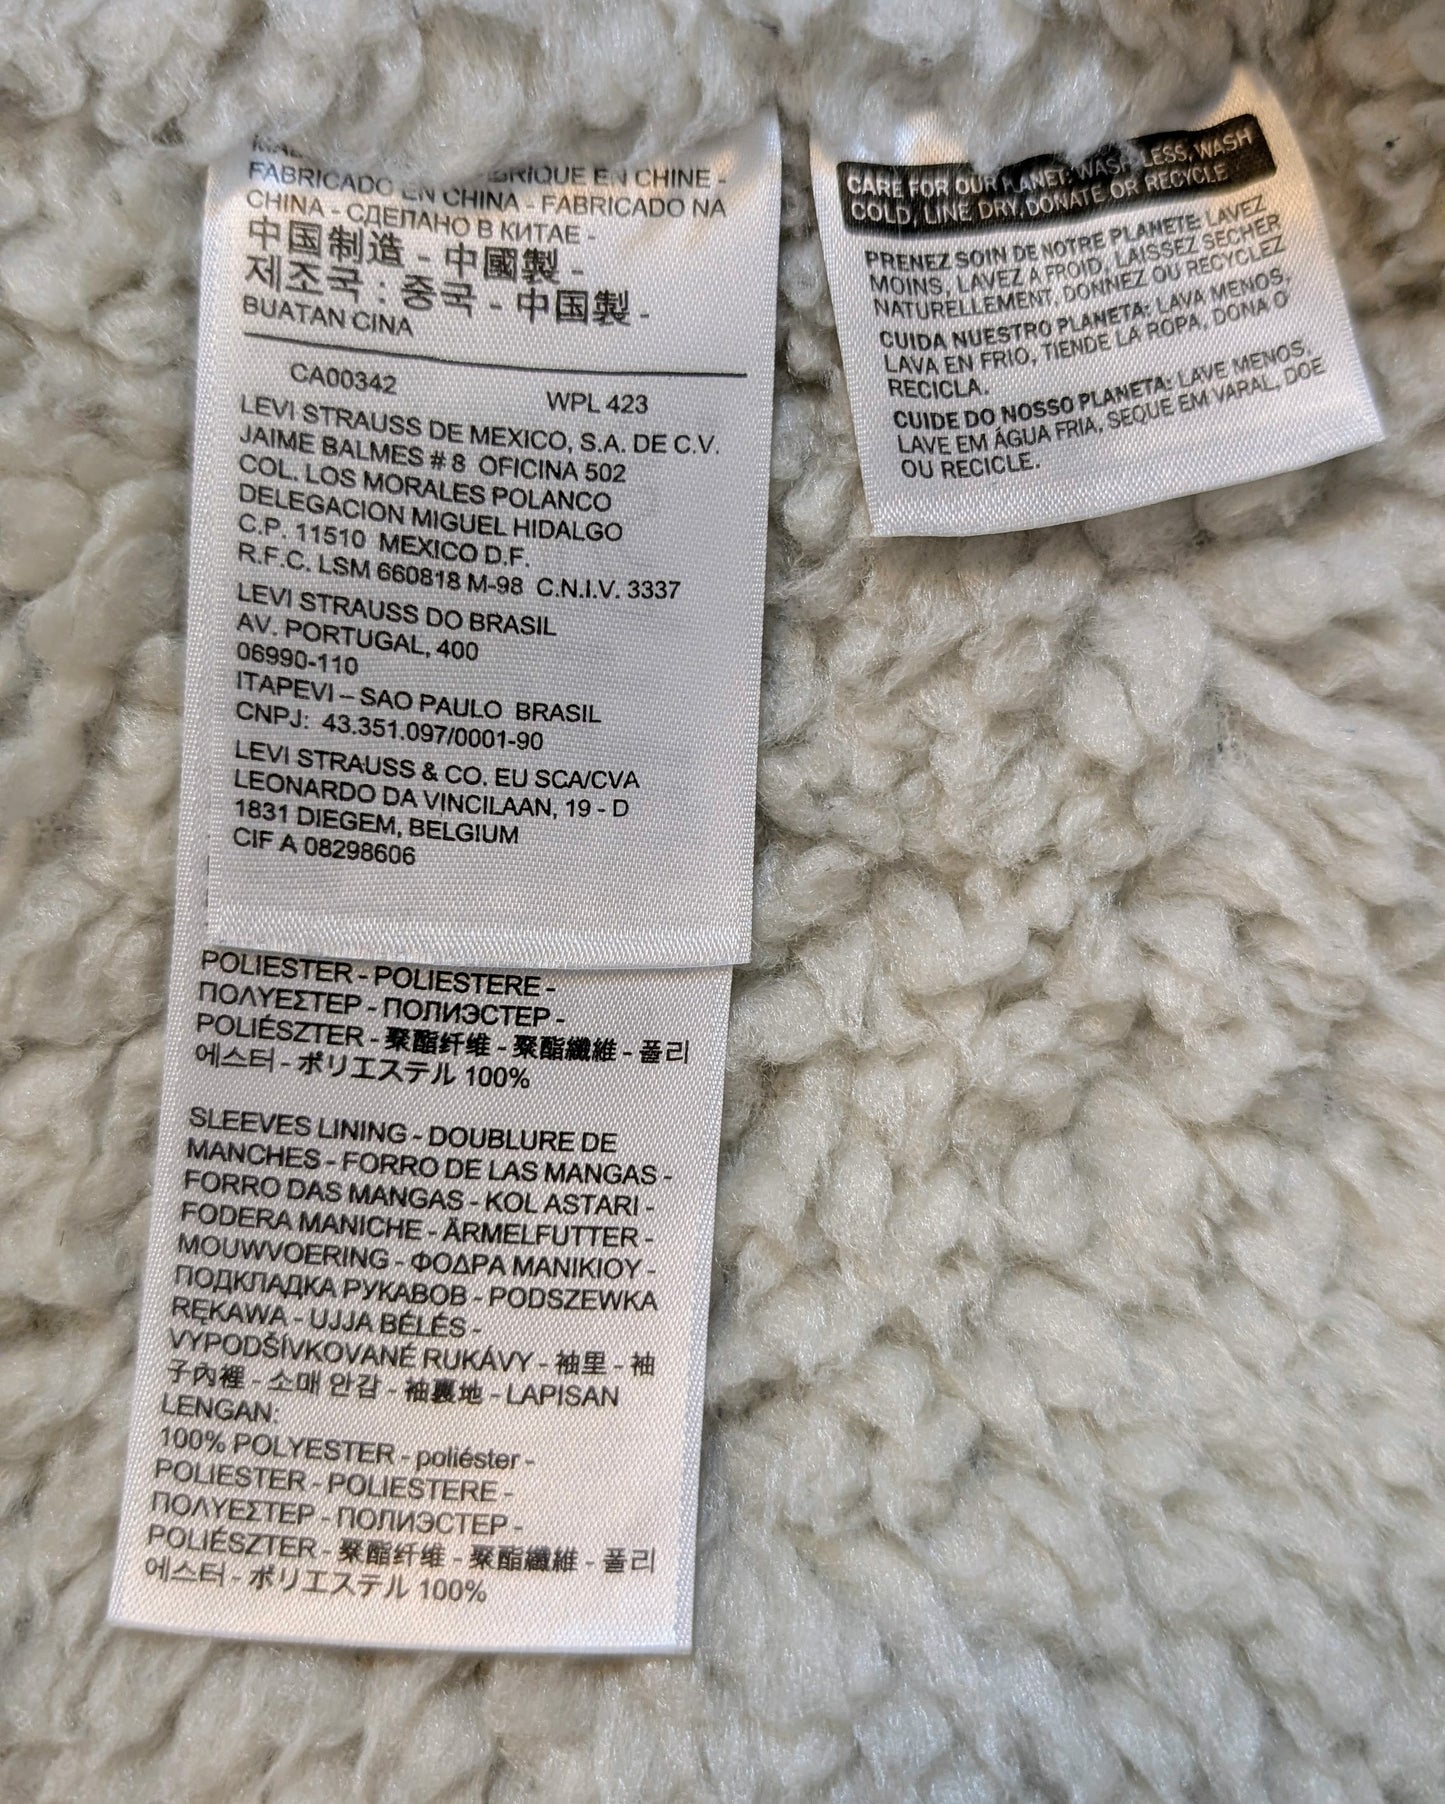 FABRICADO EN CHINA - FABRICADO NA
CHINA - СДЕЛАНО В КИТАЕ -
中国制造 - 中國製 -
제조국 : 중국 - 中国製 -
BUATAN CINA
CA00342 WPL 423
LEVI STRAUSS DE MEXICO, S.A. DE C.V.
JAIME BALMES # 8 OFICINA 502
COL. LOS MORALES POLANCO
DELEGACION MIGUEL HIDALGO
C.P. 11510 MEXICO D.F.
R.F.C. LSM 660818 M-98 C.N.I.V. 3337
LEVI STRAUSS DO BRASIL
AV. PORTUGAL, 400
06990-110
ITAPEVI – SAO PAULO BRASIL
CNPJ: 43.351.097/0001-90
LEVI STRAUSS & CO. EU SCA/CVA
LEONARDO DA VINCILAAN, 19 - D
1831 DIEGEM, BELGIUM
CIF A 08298606
POLIESTER - POLIESTERE -
ΠΟΛΥΕΣΤΕΡ - ПОЛИЭСТЕР -
POLIÉSZTER - 聚酯纤维 - 聚酯纖維 - 폴리
에스터 - ポリエステル 100%
SLEEVES LINING - DOUBLURE DE
MANCHES - FORRO DE LAS MANGAS -
FORRO DAS MANGAS - KOL ASTARI -
FODERA MANICHE - ÄRMELFUTTER -
MOUWVOERING - ΦΟΔΡΑ ΜΑΝΙΚΙΟΥ -
ПОДКЛАДКА РУКАВОВ - PODSZEWKA
RĘKAWA - UJJA BÉLÉS -
VYPODŠÍVKOVANÉ RUKÁVY - 袖里 - 袖
子內裡 - 소매 안감 - 袖裏地 - LAPISAN
LENGAN:
100% POLYESTER - poliéster -
POLIESTER - POLIESTERE -
ΠΟΛΥΕΣΤΕΡ - ПОЛИЭСТЕР -
POLIÉSZTER - 聚酯纤维 - 聚酯纖維 - 폴리
에스터 - ポリエステル 100%
CARE FOR OUR PLANET: WASH LESS, WASH
COLD, LINE DRY, DONATE OR RECYCLE
PRENEZ SOIN DE NOTRE PLANETE: LAVEZ
MOINS, LAVEZ A FROID, LAISSEZ SECHER
NATURELLEMENT, DONNEZ OU RECYCLEZ
CUIDA NUESTRO PLANETA: LAVA MENOS,
LAVA EN FRIO, TIENDE LA ROPA, DONA O
RECICLA.
CUIDE DO NOSSO PLANETA: LAVE MENOS,
LAVE EM ÁGUA FRIA, SEQUE EM VARAL, DOE
OU RECICLE.